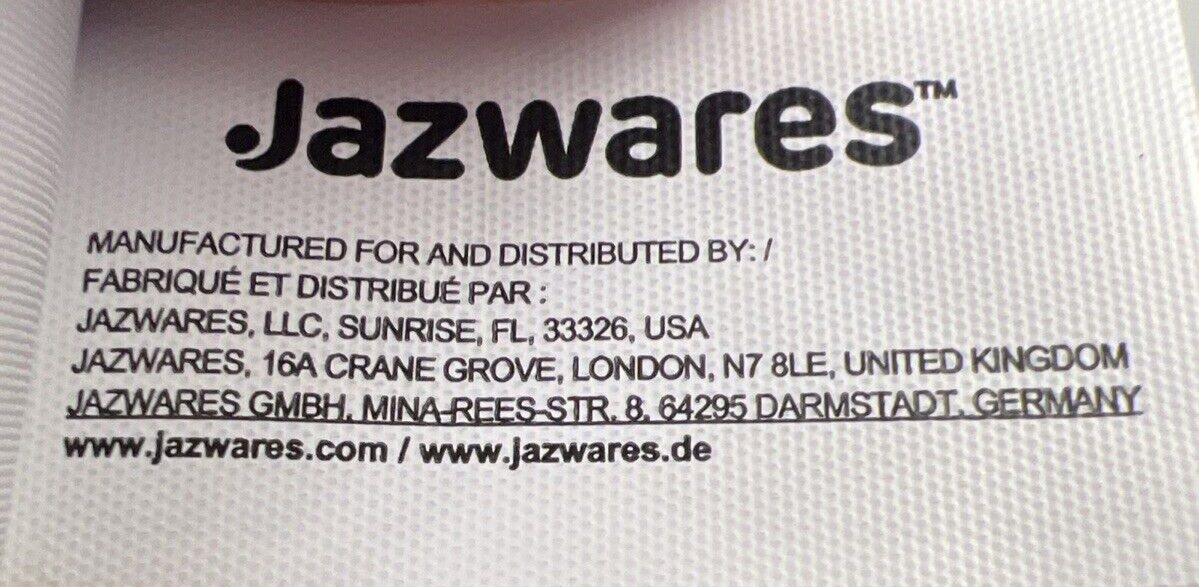 Jazwares™
MANUFACTURED FOR AND DISTRIBUTED BY: /
FABRIQUÉ ET DISTRIBUÉ PAR :
JAZWARES, LLC, SUNRISE, FL, 33326, USA
JAZWARES, 16A CRANE GROVE, LONDON, N7 8LE, UNITED KINGDOM
JAZWARES GMBH, MINA-REES-STR. 8, 64295 DARMSTADT, GERMANY
www.jazwares.com / www.jazwares.de